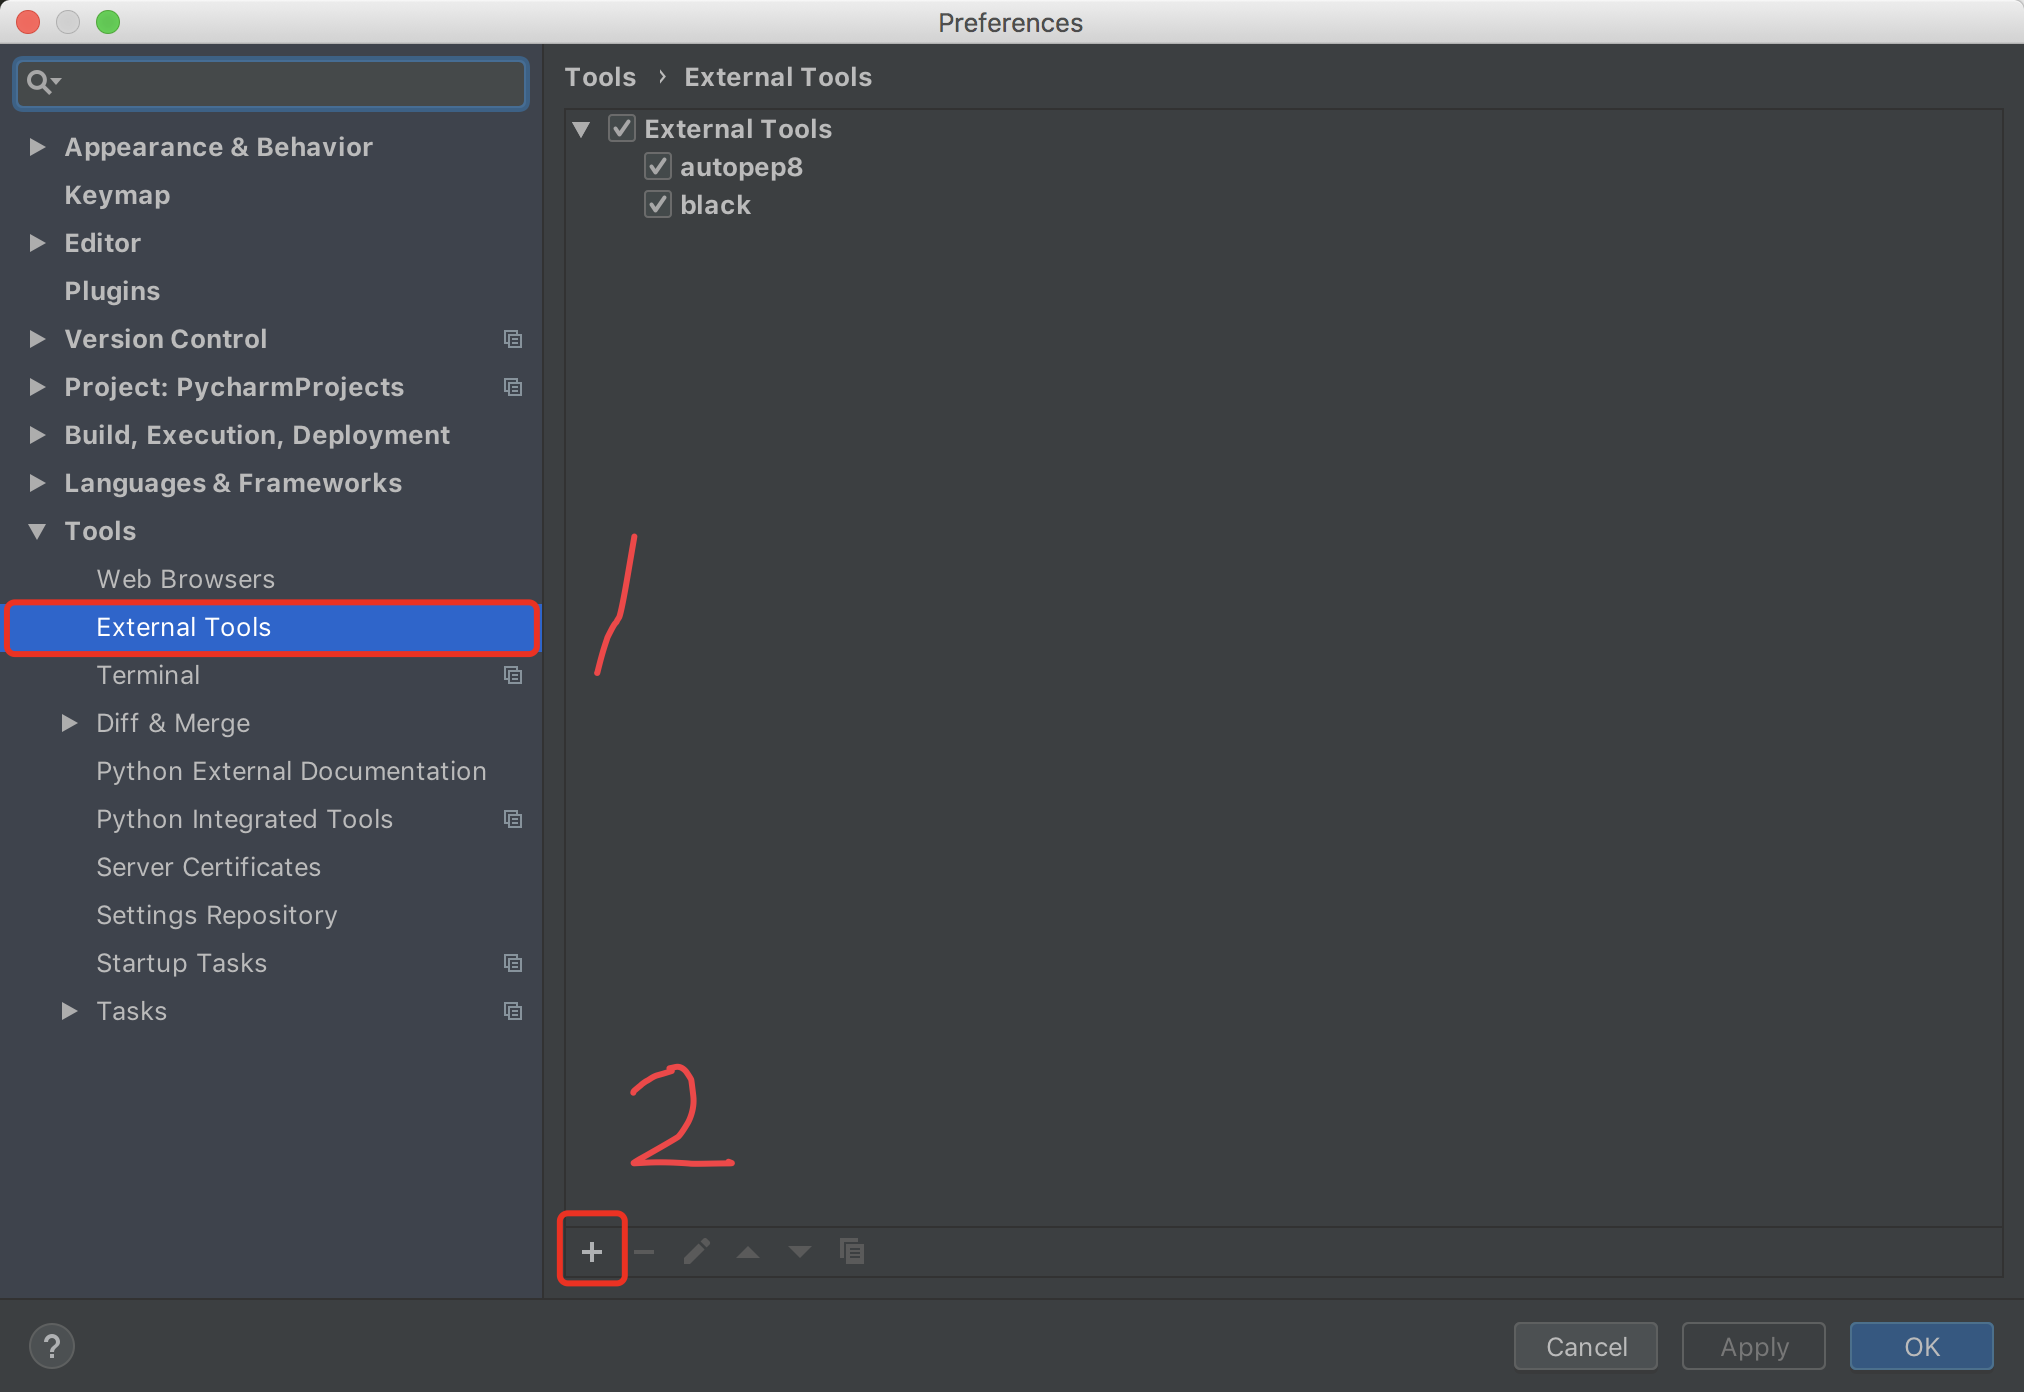 Preferences
Tools › External Tools
Appearance & Behavior
Keymap
Editor
Plugins
Version Control
Project: PycharmProjects
Build, Execution, Deployment
Languages & Frameworks
Tools
Web Browsers
External Tools
Terminal
Diff & Merge
Python External Documentation
Python Integrated Tools
Server Certificates
Settings Repository
Startup Tasks
Tasks
External Tools
autopep8
black
1
2
?
Cancel
Apply
OK